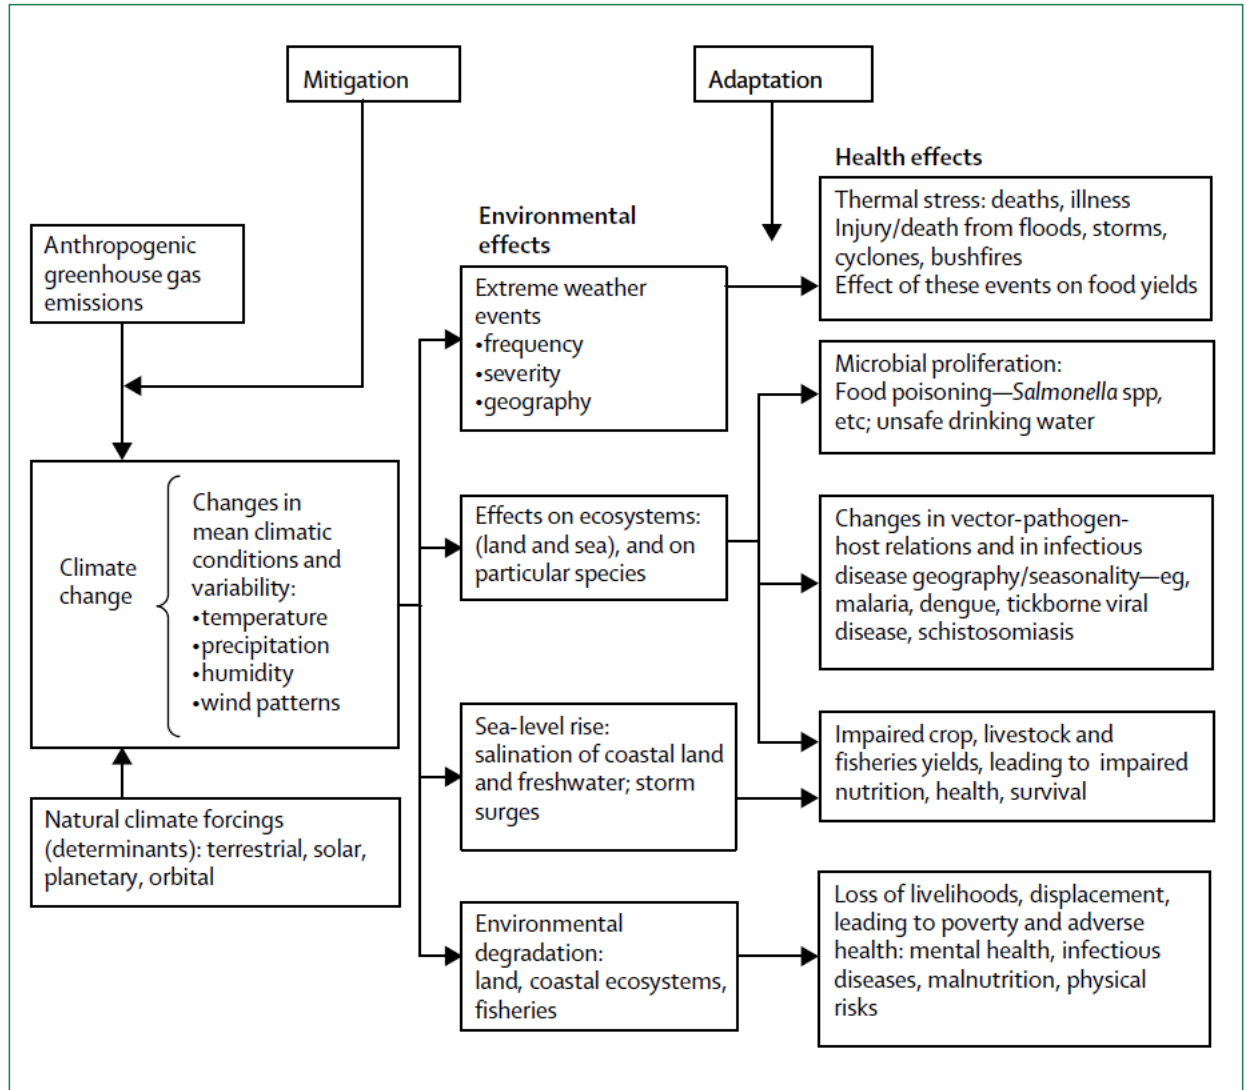 Mitigation
Adaptation
Health effects
Thermal stress: deaths, illness
Injury/death from floods, storms,
cyclones, bushfires
Effect of these events on food yields
Environmental
effects
Anthropogenic
greenhouse gas
emissions
Extreme weather
events
•frequency
•severity
•geography
Microbial proliferation:
Food poisoning—Salmonella spp,
etc; unsafe drinking water
Climate
change
Changes in
mean climatic
conditions and
variability:
•temperature
•precipitation
•humidity
•wind patterns
Effects on ecosystems:
(land and sea), and on
particular species
Changes in vector-pathogen-
host relations and in infectious
disease geography/seasonality—eg,
malaria, dengue, tickborne viral
disease, schistosomiasis
Sea-level rise:
salination of coastal land
and freshwater; storm
surges
Impaired crop, livestock and
fisheries yields, leading to impaired
nutrition, health, survival
Natural climate forcings
(determinants): terrestrial, solar,
planetary, orbital
Environmental
degradation:
land, coastal ecosystems,
fisheries
Loss of livelihoods, displacement,
leading to poverty and adverse
health: mental health, infectious
diseases, malnutrition, physical
risks